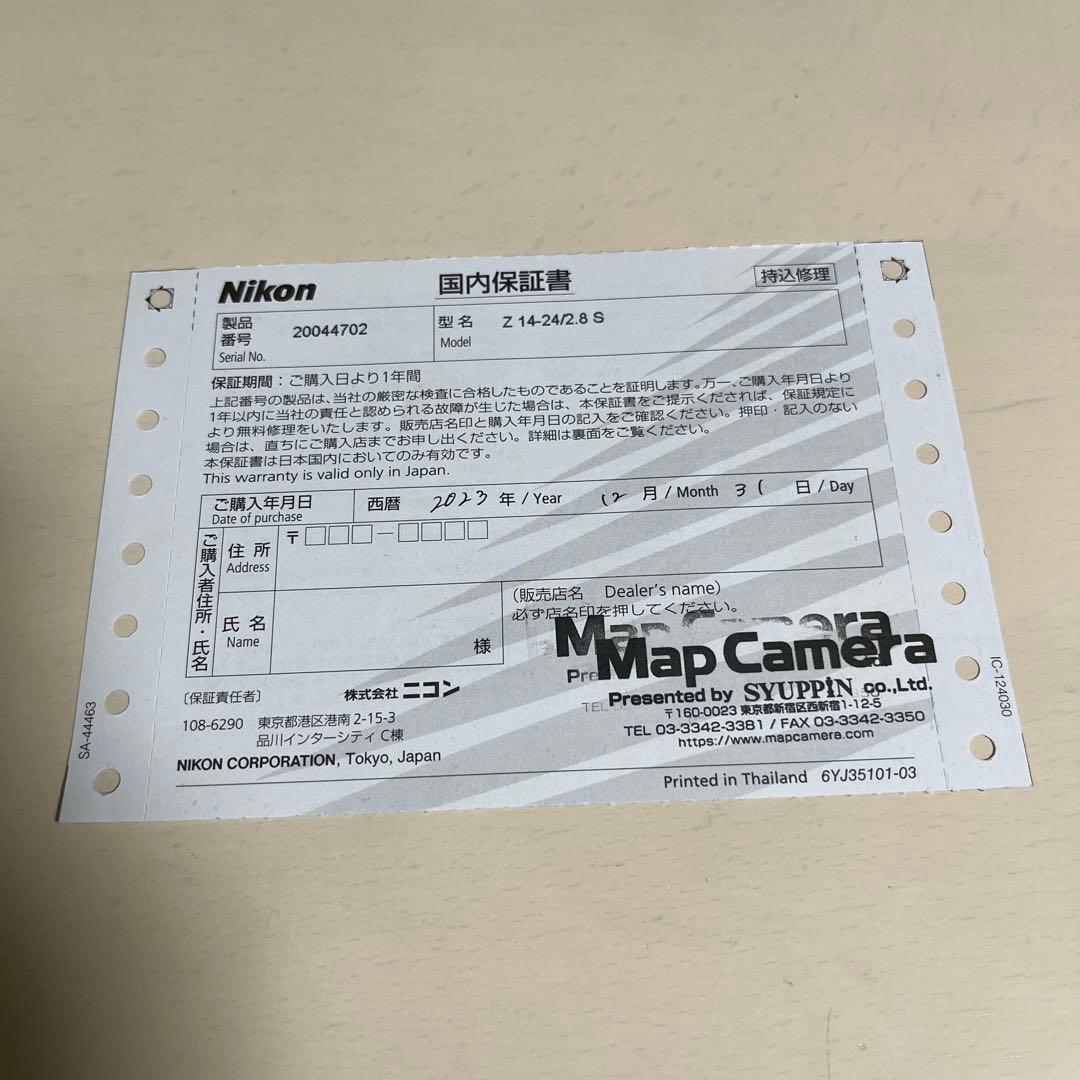 Nikon 国内保証書 持込修理
製品番号 20044702 型名 Z 14-24/2.8 S
Serial No. Model
保証期間：ご購入日より1年間
上記番号の製品は、当社の厳密な検査に合格したものであることを証明します。万一、ご購入年月日より
1年以内に当社の責任と認められる故障が生じた場合は、本保証書をご提示くだされば、保証規定に
より無料修理をいたします。販売店名印と購入年月日の記入をご確認ください。押印・記入のない
場合は、直ちにご購入店までお申し出ください。詳細は裏面をご覧ください。
本保証書は日本国内においてのみ有効です。
This warranty is valid only in Japan.
ご購入年月日 西暦 2023 年 / Year 12 月 / Month 31 日 / Day
Date of purchase
ご購入者住所・氏名
住所 〒
Address
氏名 様
Name
(販売店名 Dealer's name)
必ず店名印を押してください。
Map Camera
Map Camera
Presented by SYUPPIN co.,Ltd.
〒160-0023 東京都新宿区西新宿1-12-5
TEL 03-3342-3381 / FAX 03-3342-3350
https://www.mapcamera.com
〔保証責任者〕 株式会社 ニコン
108-6290 東京都港区港南2-15-3
品川インターシティC棟
NIKON CORPORATION, Tokyo, Japan
Printed in Thailand 6YJ35101-03
SA-44463
IC-124030